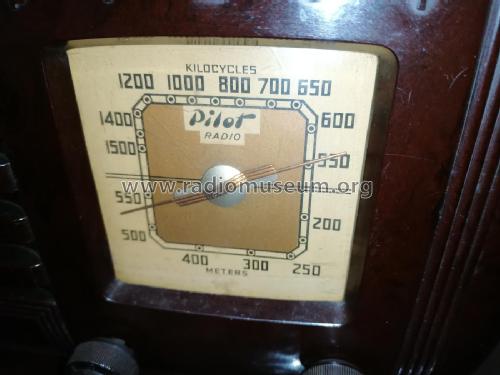 KILOCYCLES
1200 1000 800 700 650
1400 Pilot 600
RADIO
1500 550
www.radiomuseum.org
550 200
500
400 300 250
METERS